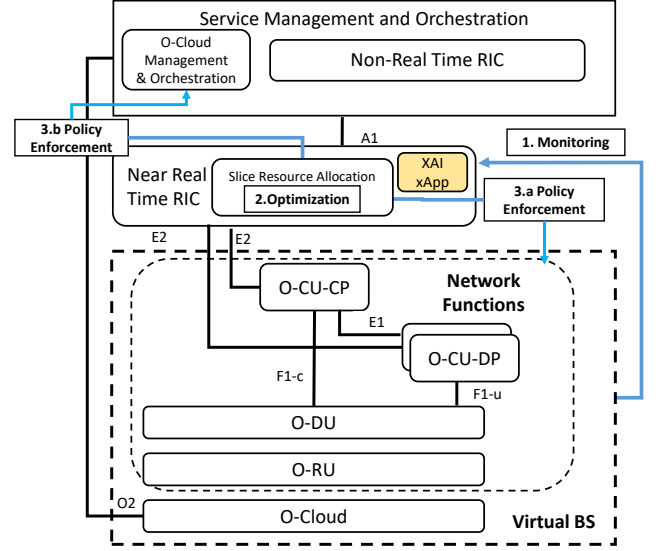 Service Management and Orchestration
O-Cloud
Management
& Orchestration
Non-Real Time RIC
3.b Policy
Enforcement
A1
1. Monitoring
Near Real
Time RIC
Slice Resource Allocation
2.Optimization
XAI
xApp
3.a Policy
Enforcement
E2
E2
Network
Functions
O-CU-CP
E1
O-CU-DP
F1-c
F1-u
O-DU
O-RU
O2
O-Cloud
Virtual BS